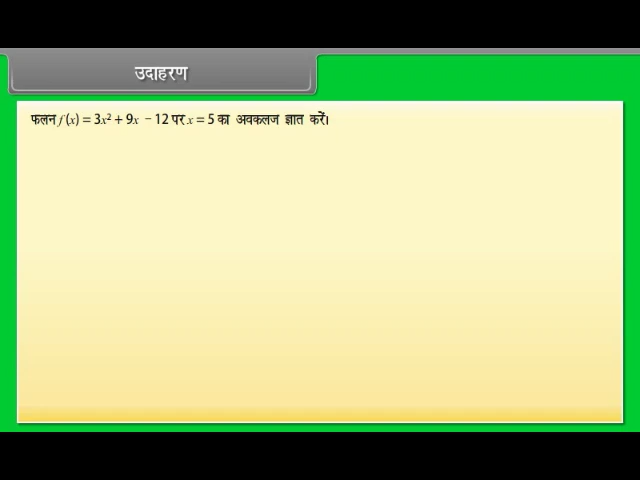 उदाहरण
फलन f (x) = 3x² + 9x − 12 पर x = 5 का अवकलज ज्ञात करें।